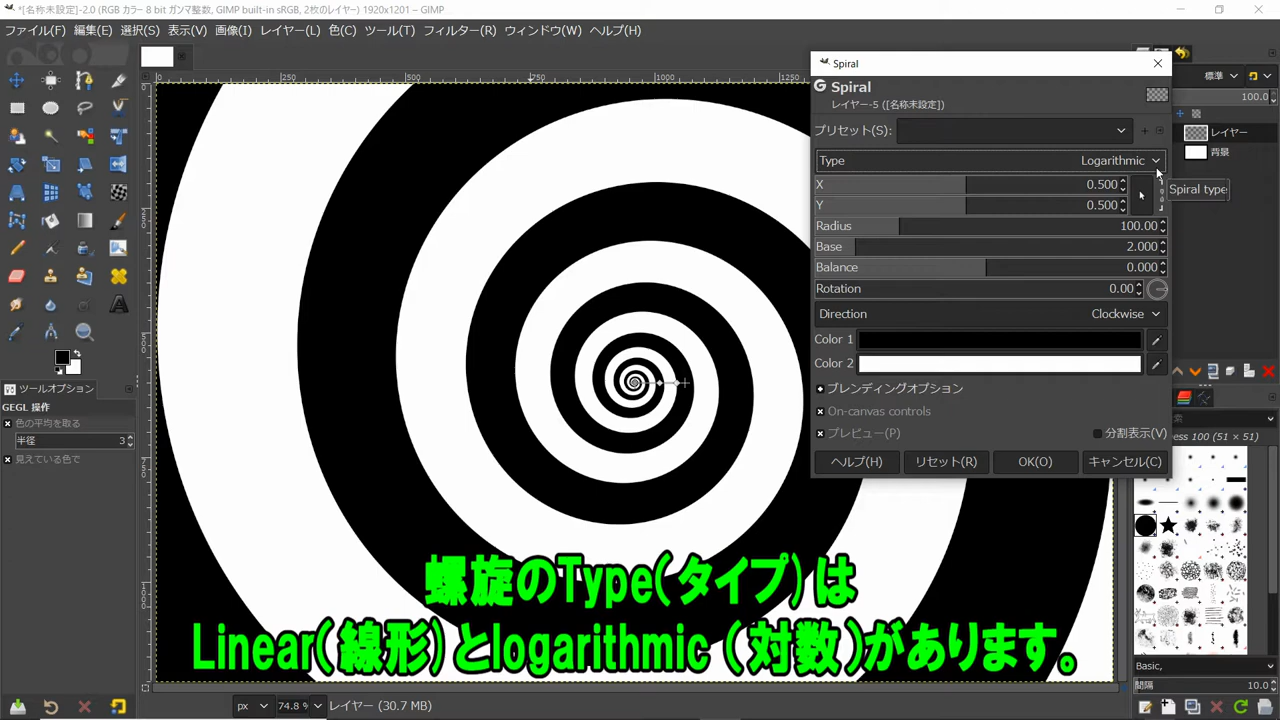 *[名称未設定]-2.0 (RGB カラー 8 bit ガンマ整数, GIMP built-in sRGB, 2枚のレイヤー) 1920x1201 – GIMP
ファイル(F) 編集(E) 選択(S) 表示(V) 画像(I) レイヤー(L) 色(C) ツール(T) フィルター(R) ウィンドウ(W) ヘルプ(H)
0 250 500 750 1000 1250
Spiral
Spiral
レイヤー-5 ([名称未設定])
プリセット(S):
Type Logarithmic
X 0.500
Y 0.500
Radius 100.00
Base 2.000
Balance 0.000
Rotation 0.00
Direction Clockwise
Color 1
Color 2
ブレンディングオプション
On-canvas controls
プレビュー(P) 分割表示(V)
ヘルプ(H) リセット(R) OK(O) キャンセル(C)
Spiral type
標準
100.0
レイヤー
背景
ess 100 (51 × 51)
Basic,
間隔 10.0
ツールオプション
GEGL 操作
色の平均を取る
半径 3
見えている色で
螺旋のType(タイプ)は
Linear(線形)とlogarithmic (対数)があります。
px 74.8 % レイヤー (30.7 MB)